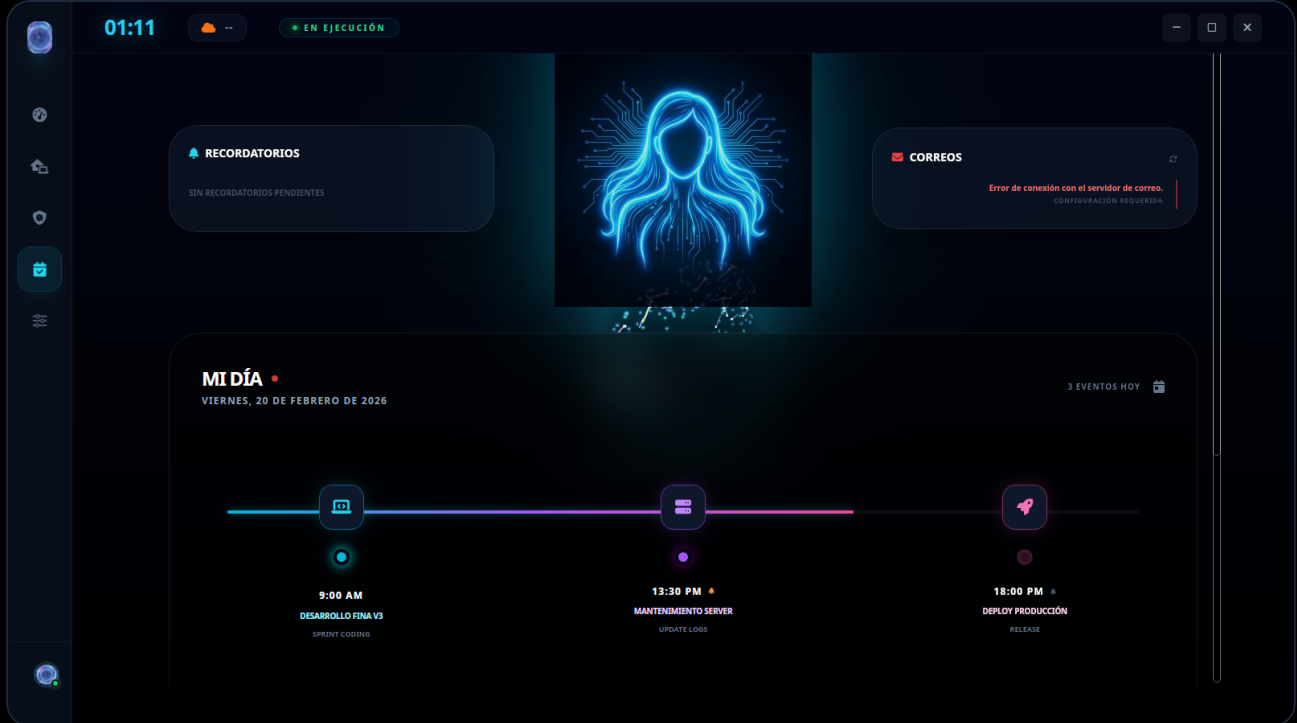 01:11
--
EN EJECUCIÓN
RECORDATORIOS
SIN RECORDATORIOS PENDIENTES
CORREOS
Error de conexión con el servidor de correo.
CONFIGURACIÓN REQUERIDA
MI DÍA
VIERNES, 20 DE FEBRERO DE 2026
3 EVENTOS HOY
9:00 AM
DESARROLLO FINA V3
SPRINT CODING
13:30 PM
MANTENIMIENTO SERVER
UPDATE LOGS
18:00 PM
DEPLOY PRODUCCIÓN
RELEASE